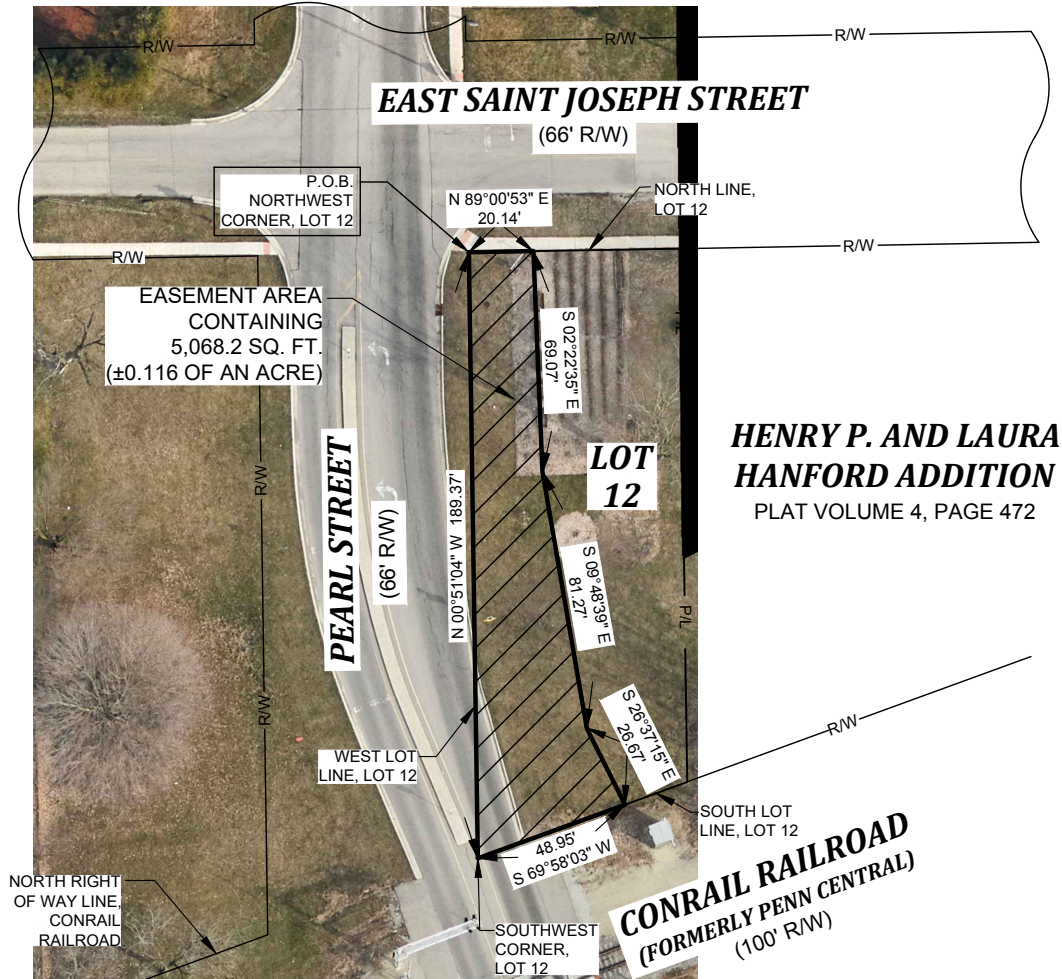 R/W
R/W
R/W
EAST SAINT JOSEPH STREET
(66' R/W)
P.O.B.
NORTHWEST
CORNER, LOT 12
N 89°00'53" E
20.14'
NORTH LINE,
LOT 12
R/W
R/W
EASEMENT AREA
CONTAINING
5,068.2 SQ. FT.
(±0.116 OF AN ACRE)
S 02°22'35" E
69.07'
LOT
12
HENRY P. AND LAURA
HANFORD ADDITION
PLAT VOLUME 4, PAGE 472
R/W
PEARL STREET
(66' R/W)
N 00°51'04" W 189.37'
S 09°48'39" E
81.27'
P/L
R/W
S 26°37'15" E
26.67'
R/W
WEST LOT
LINE, LOT 12
SOUTH LOT
LINE, LOT 12
48.95'
S 69°58'03" W
NORTH RIGHT
OF WAY LINE,
CONRAIL
RAILROAD
SOUTHWEST
CORNER,
LOT 12
CONRAIL RAILROAD
(FORMERLY PENN CENTRAL)
(100' R/W)